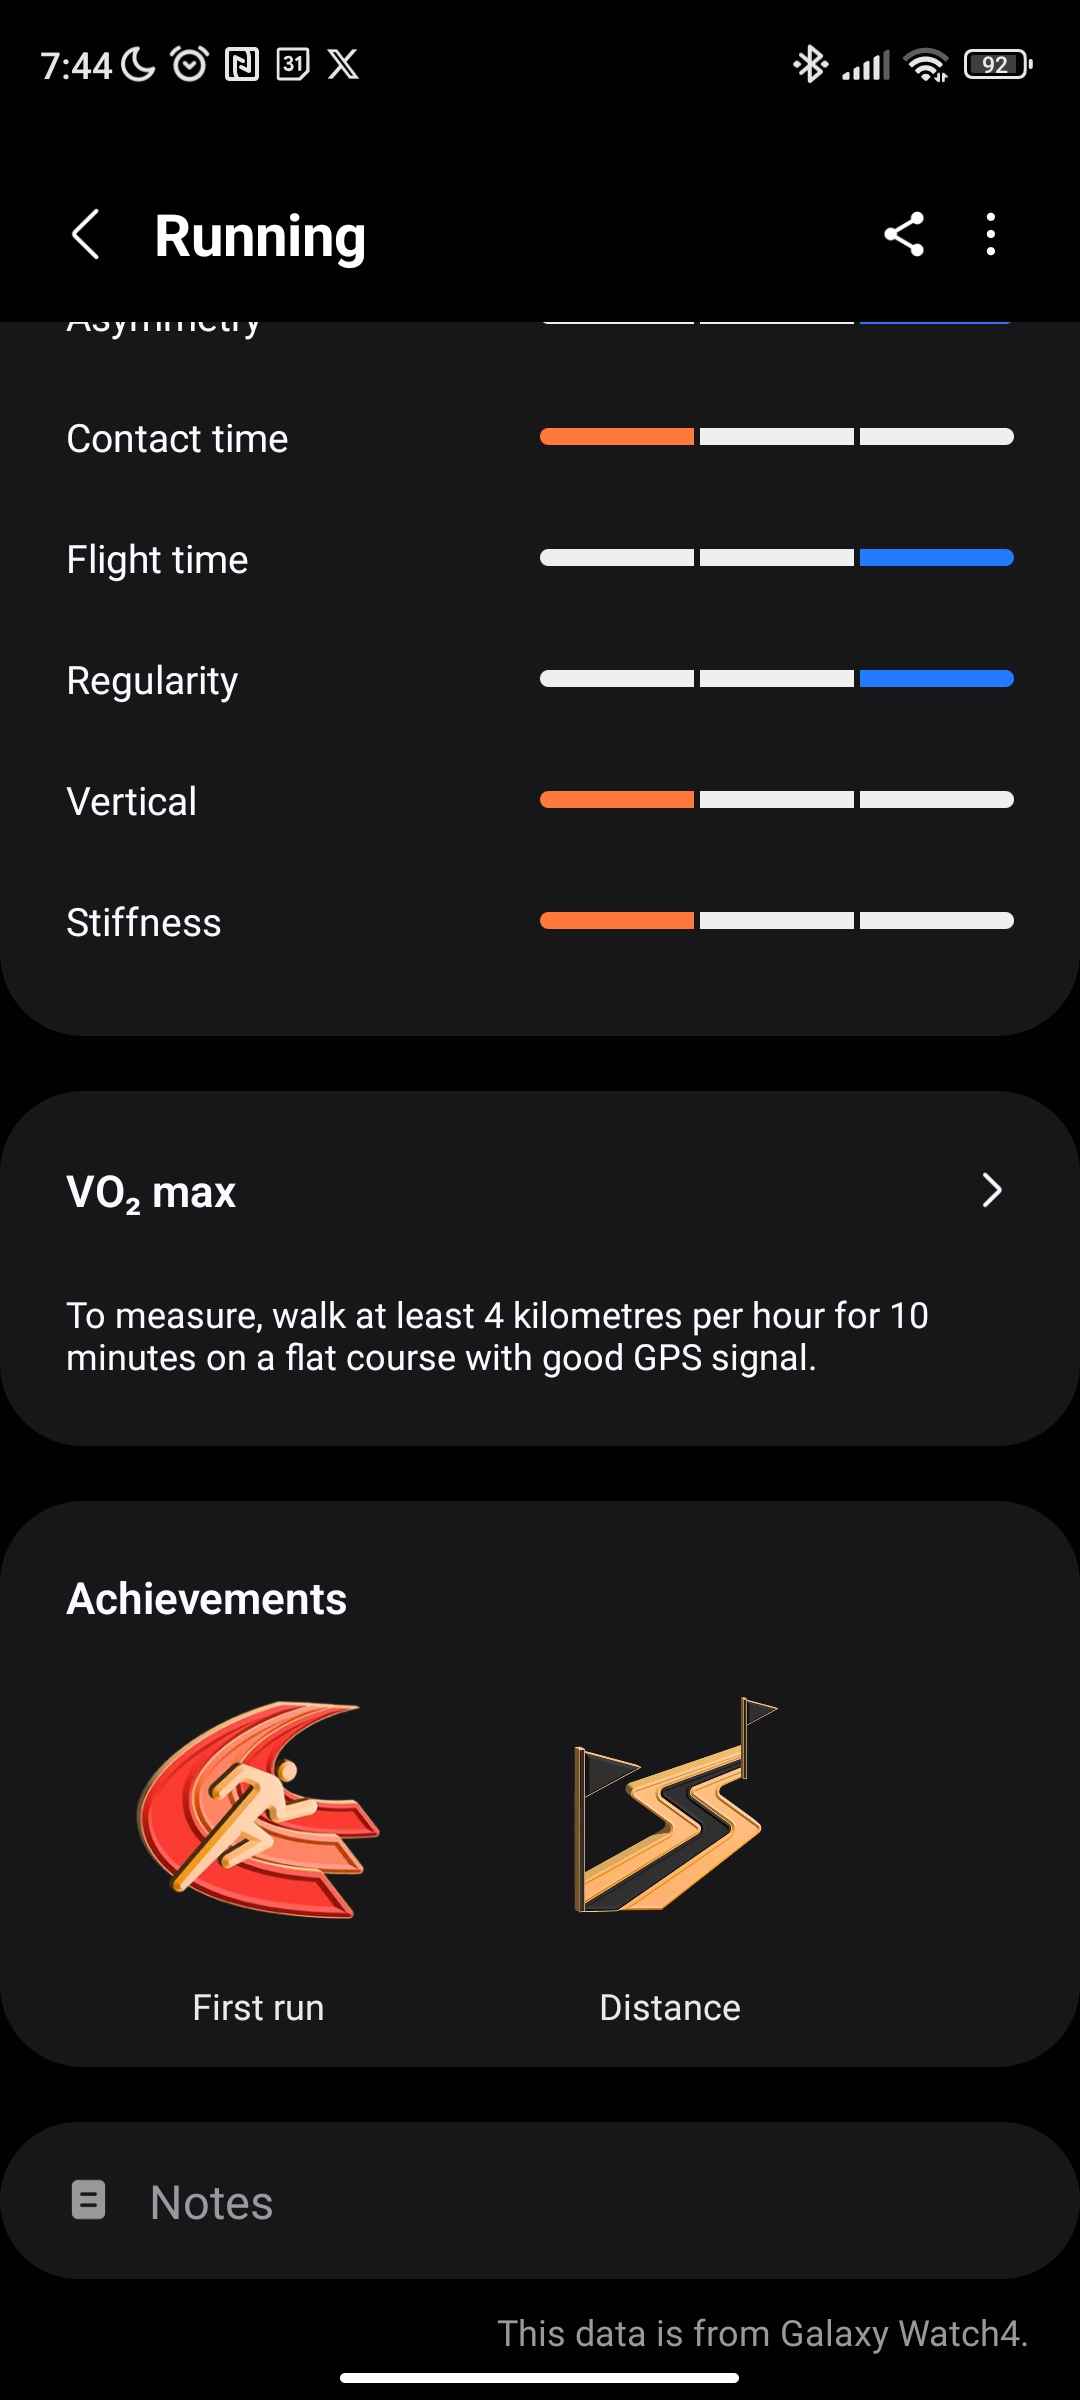 7:44 31 92
Running
Asymmetry
Contact time
Flight time
Regularity
Vertical
Stiffness
VO₂ max
To measure, walk at least 4 kilometres per hour for 10
minutes on a flat course with good GPS signal.
Achievements
First run
Distance
Notes
This data is from Galaxy Watch4.